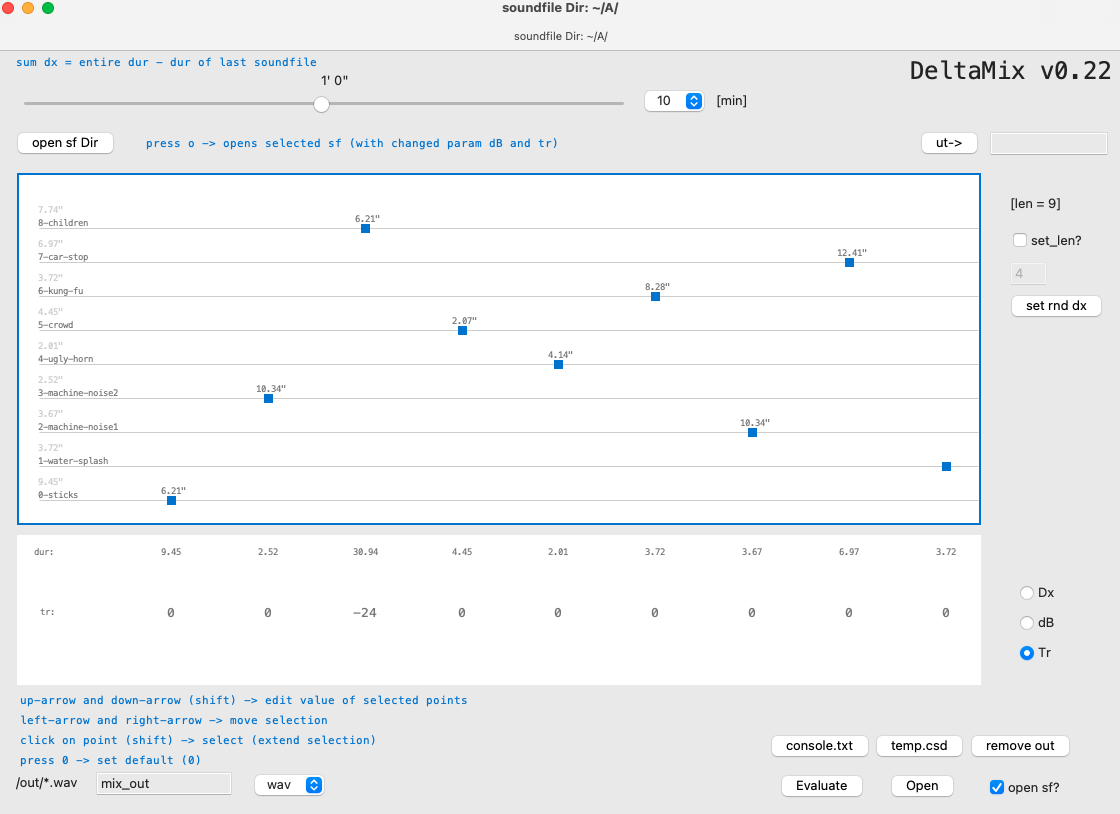 soundfile Dir: ~/A/
soundfile Dir: ~/A/
sum dx = entire dur - dur of last soundfile
DeltaMix v0.22
1' 0"
10 [min]
open sf Dir
press o -> opens selected sf (with changed param dB and tr)
ut->
7.74"
8-children
6.21"
6.97"
7-car-stop
12.41"
3.72"
6-kung-fu
8.28"
4.45"
5-crowd
2.07"
2.01"
4-ugly-horn
4.14"
2.52"
3-machine-noise2
10.34"
3.67"
2-machine-noise1
10.34"
3.72"
1-water-splash
9.45"
0-sticks
6.21"
[len = 9]
set_len?
4
set rnd dx
dur: 9.45 2.52 30.94 4.45 2.01 3.72 3.67 6.97 3.72
tr: 0 0 -24 0 0 0 0 0 0
Dx
dB
Tr
up-arrow and down-arrow (shift) -> edit value of selected points
left-arrow and right-arrow -> move selection
click on point (shift) -> select (extend selection)
press 0 -> set default (0)
console.txt temp.csd remove out
/out/*.wav mix_out wav Evaluate Open open sf?